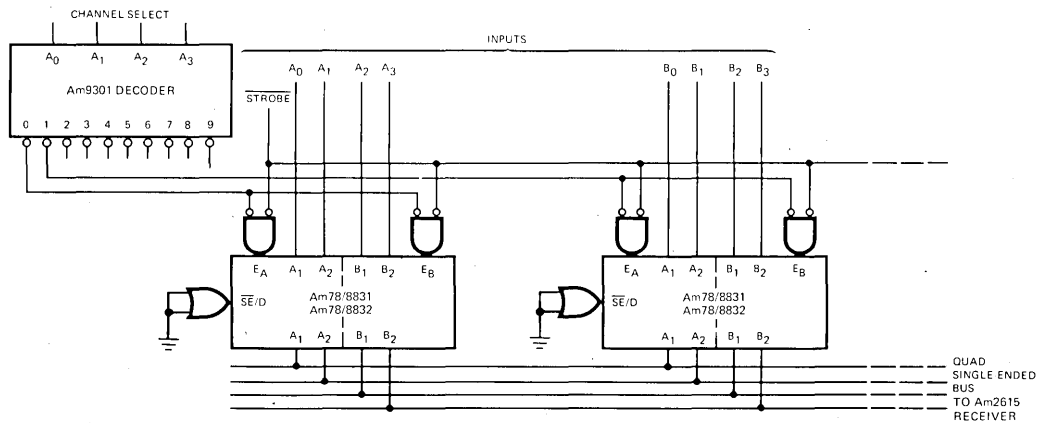 CHANNEL SELECT
A0 A1 A2 A3
Am9301 DECODER
0 1 2 3 4 5 6 7 8 9
INPUTS
A0 A1 A2 A3
B0 B1 B2 B3
STROBE
EA A1 A2 B1 B2 EB
SE/D
Am78/8831
Am78/8832
A1 A2 B1 B2
EA A1 A2 B1 B2 EB
SE/D
Am78/8831
Am78/8832
A1 A2 B1 B2
QUAD
SINGLE ENDED
BUS
TO Am2615
RECEIVER